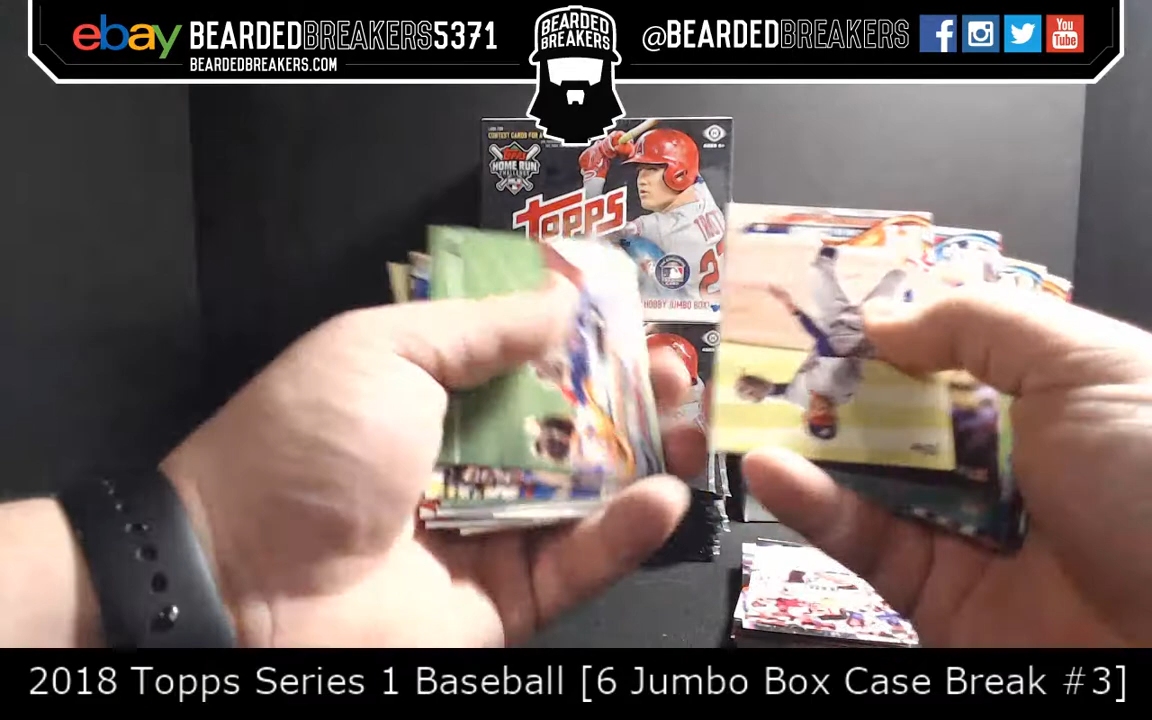 ebay BEARDEDBREAKERS5371
BEARDEDBREAKERS.COM
BEARDED
BREAKERS
@BEARDEDBREAKERS
You
Tube
topps
HOME RUN
CHALLENGE
topps
HOBBY JUMBO BOX!
2018 Topps Series 1 Baseball [6 Jumbo Box Case Break #3]